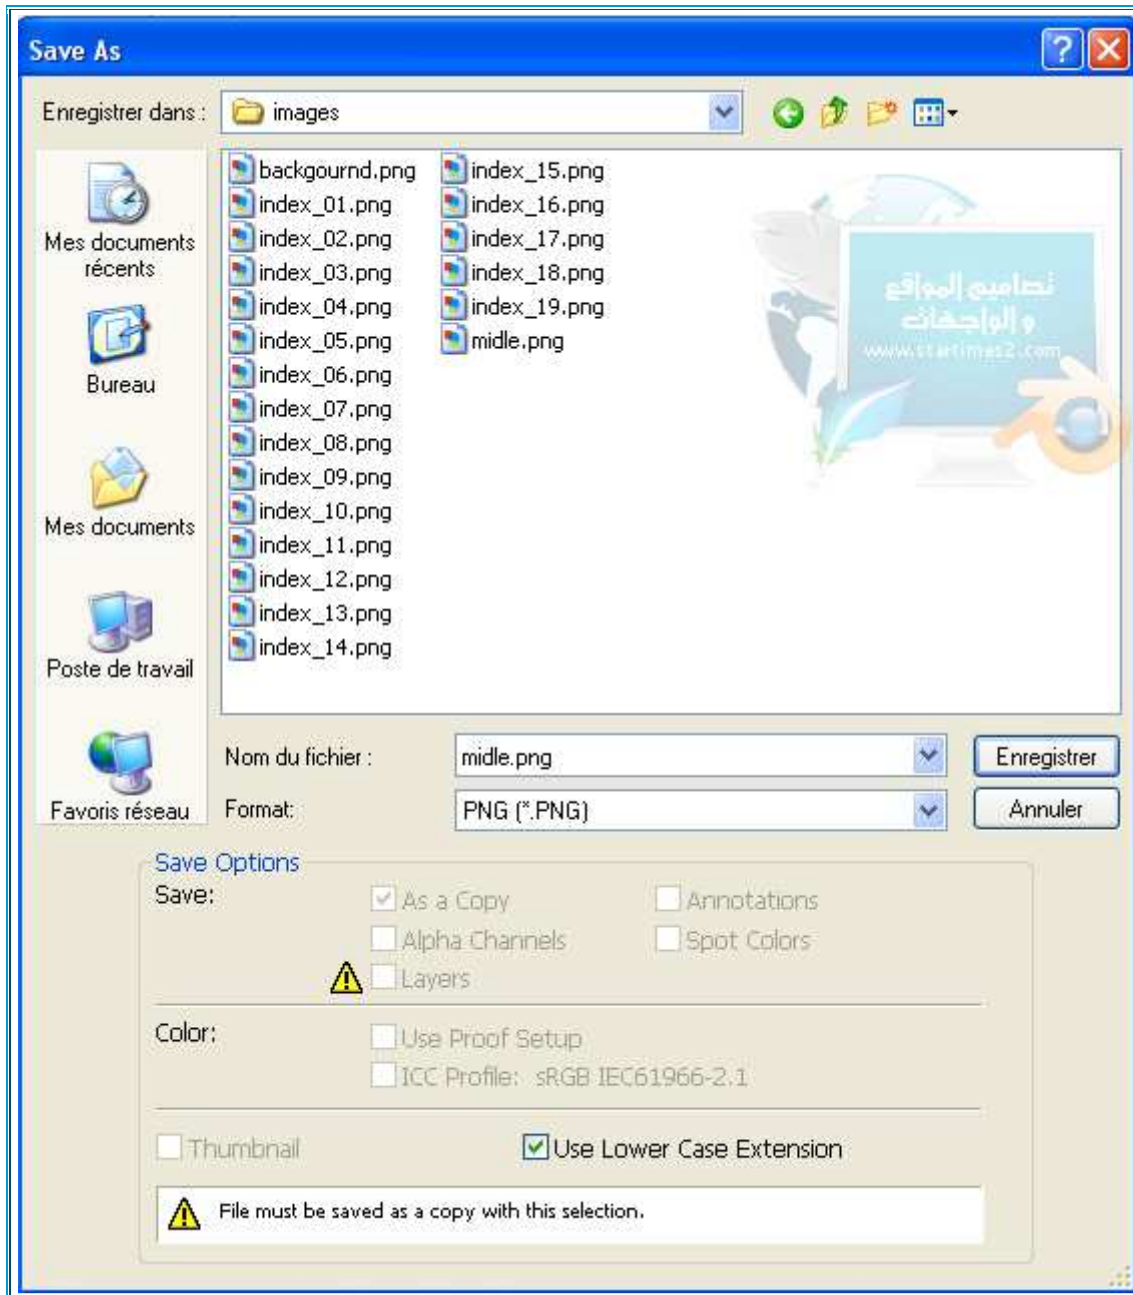 Save As
Enregistrer dans :
images
Mes documents
récents
Bureau
Mes documents
Poste de travail
Favoris réseau
backgournd.png
index_01.png
index_02.png
index_03.png
index_04.png
index_05.png
index_06.png
index_07.png
index_08.png
index_09.png
index_10.png
index_11.png
index_12.png
index_13.png
index_14.png
index_15.png
index_16.png
index_17.png
index_18.png
index_19.png
midle.png
تصاميم المواقع
و الواجهات
www.startimes2.com
Nom du fichier :
midle.png
Enregistrer
Format:
PNG (*.PNG)
Annuler
Save Options
Save:
As a Copy
Annotations
Alpha Channels
Spot Colors
Layers
Color:
Use Proof Setup
ICC Profile: sRGB IEC61966-2.1
Thumbnail
Use Lower Case Extension
File must be saved as a copy with this selection.